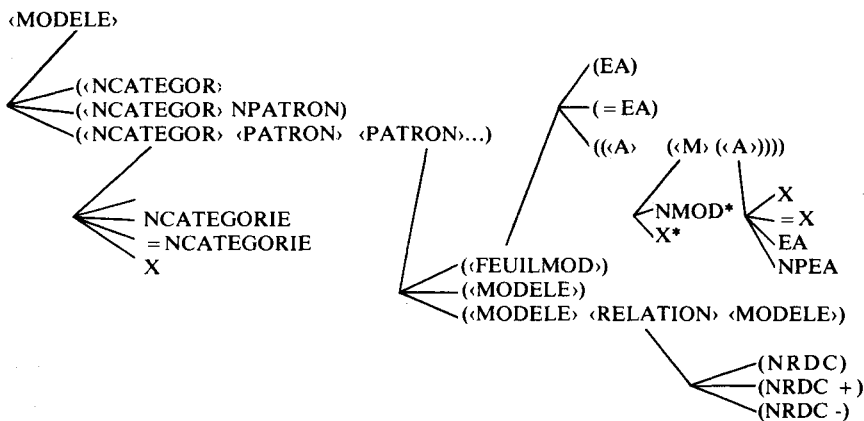 ‹MODELE›
(‹NCATEGOR›
(‹NCATEGOR› NPATRON)
(‹NCATEGOR› ‹PATRON› ‹PATRON›...)
NCATEGORIE
=NCATEGORIE
X
(EA)
(=EA)
((‹A› (‹M› (‹A›))))
NMOD*
X*
X
=X
EA
NPEA
(‹FEUILMOD›)
(‹MODELE›)
(‹MODELE› ‹RELATION› ‹MODELE›)
(NRDC)
(NRDC +)
(NRDC -)